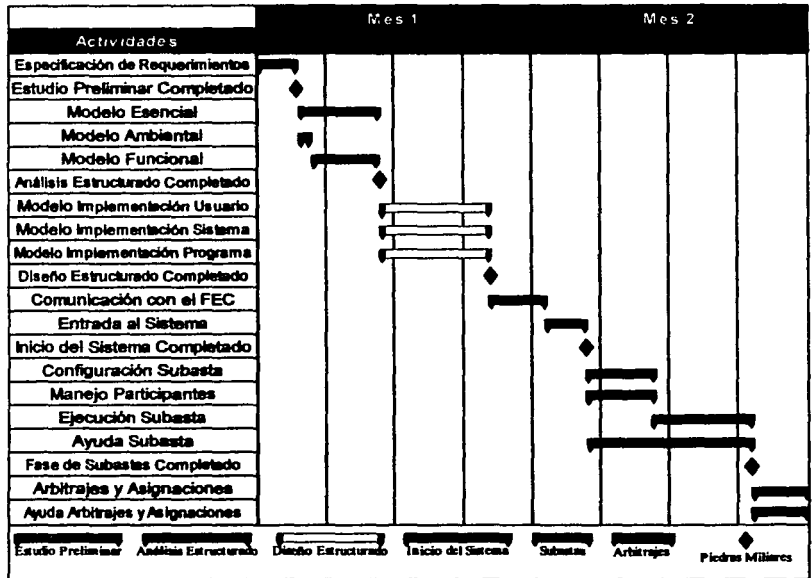 Mes 1 Mes 2
Actividades
Especificación de Requerimientos
Estudio Preliminar Completado
Modelo Esencial
Modelo Ambiental
Modelo Funcional
Análisis Estructurado Completado
Modelo Implementación Usuario
Modelo Implementación Sistema
Modelo Implementación Programa
Diseño Estructurado Completado
Comunicación con el FEC
Entrada al Sistema
Inicio del Sistema Completado
Configuración Subasta
Manejo Participantes
Ejecución Subasta
Ayuda Subasta
Fase de Subastas Completado
Arbitrajes y Asignaciones
Ayuda Arbitrajes y Asignaciones
Estudio Preliminar Análisis Estructurado Diseño Estructurado Inicio del Sistema Subastas Arbitrajes Piedras Miliares